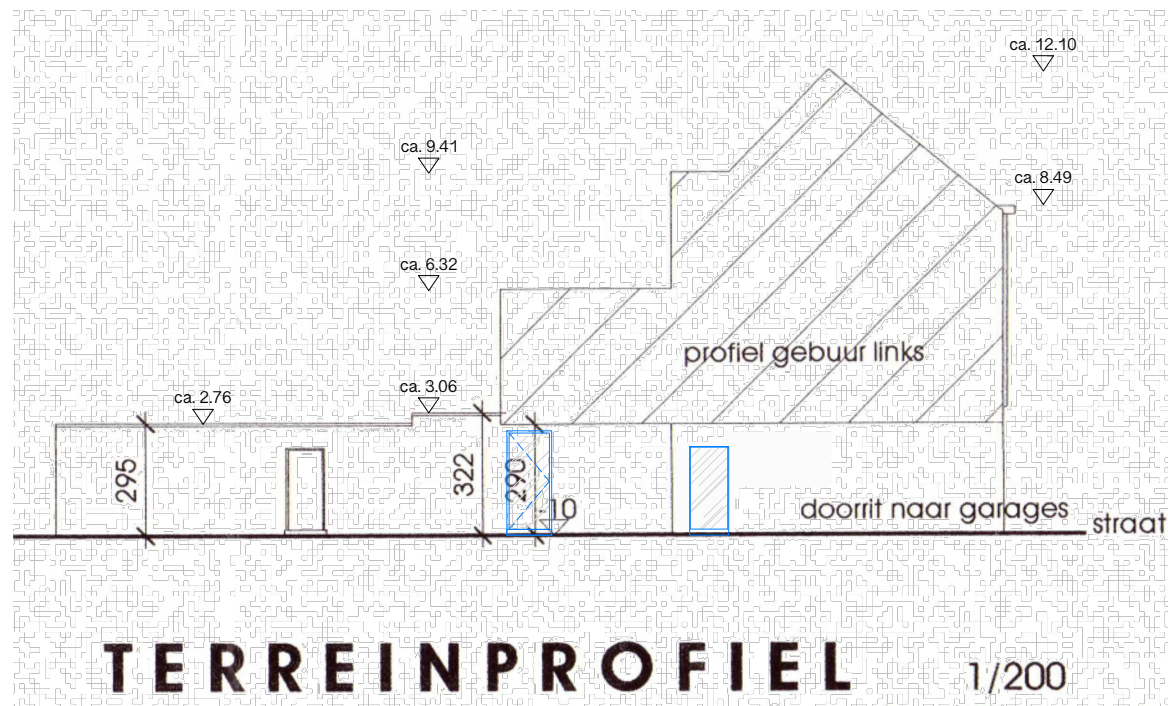 ca. 12.10
ca. 9.41
ca. 8.49
ca. 6.32
profiel gebuur links
ca. 3.06
ca. 2.76
295
322
290
10
doorrit naar garages
straat
TERREINPROFIEL
1/200